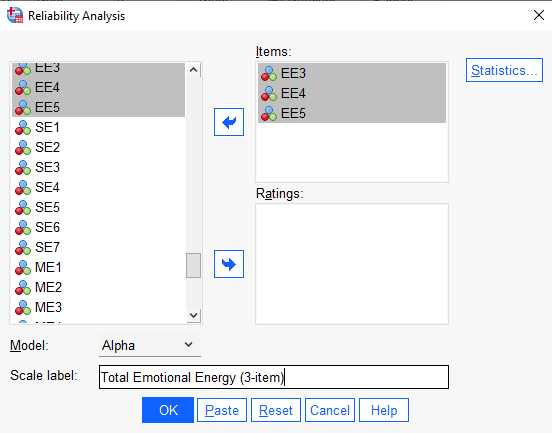 Reliability Analysis
Items:
EE3
EE4
EE5
SE1
SE2
SE3
SE4
SE5
SE6
SE7
ME1
ME2
ME3
EE3
EE4
EE5
Statistics...
Ratings:
Model:
Alpha
Scale label:
Total Emotional Energy (3-item)
OK
Paste
Reset
Cancel
Help